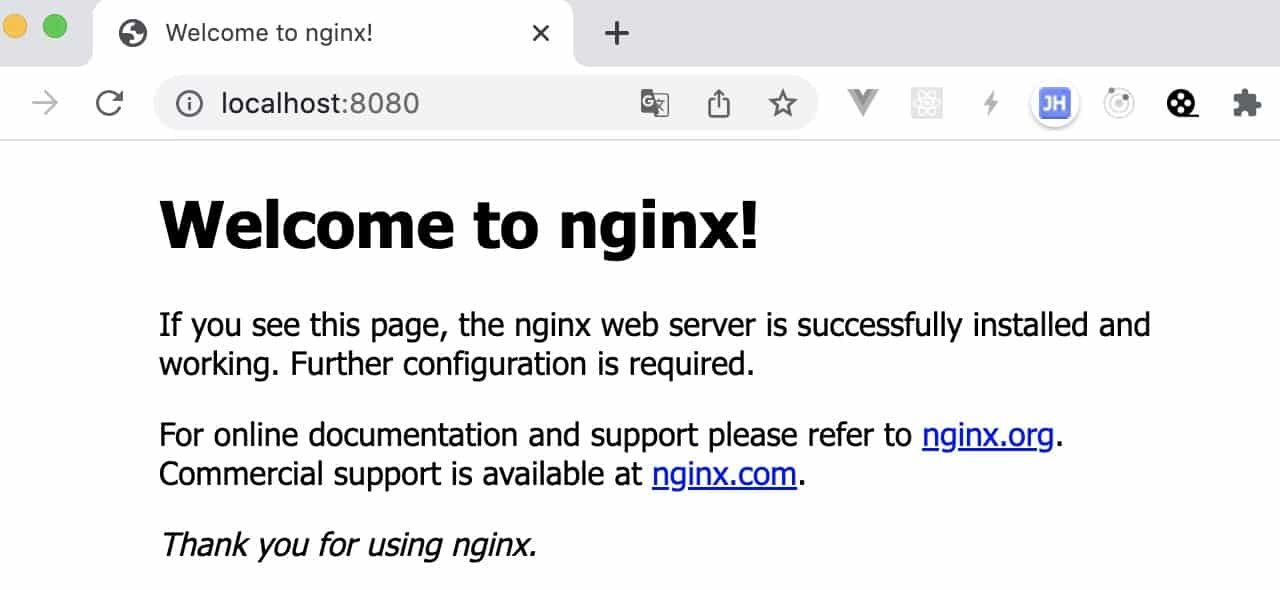 Welcome to nginx!
localhost:8080
JH
Welcome to nginx!
If you see this page, the nginx web server is successfully installed and
working. Further configuration is required.
For online documentation and support please refer to nginx.org.
Commercial support is available at nginx.com.
Thank you for using nginx.